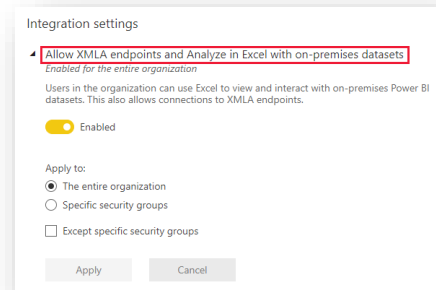 Integration settings
Allow XMLA endpoints and Analyze in Excel with on-premises datasets
Enabled for the entire organization
Users in the organization can use Excel to view and interact with on-premises Power BI
datasets. This also allows connections to XMLA endpoints.
Enabled
Apply to:
The entire organization
Specific security groups
Except specific security groups
Apply Cancel